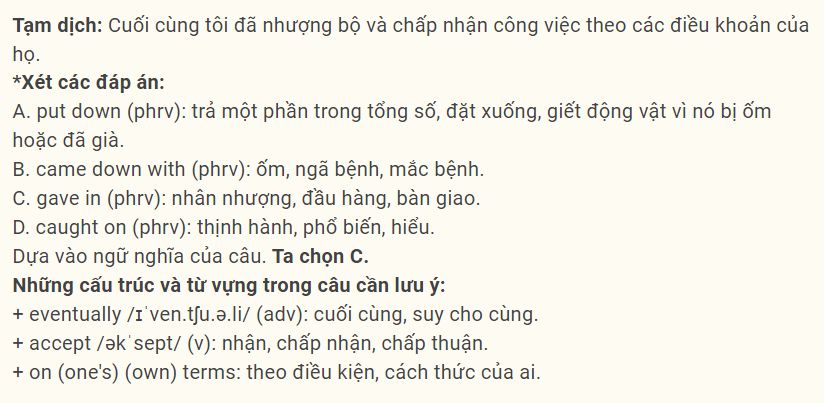 Tạm dịch: Cuối cùng tôi đã nhượng bộ và chấp nhận công việc theo các điều khoản của
họ.
*Xét các đáp án:
A. put down (phrv): trả một phần trong tổng số, đặt xuống, giết động vật vì nó bị ốm
hoặc đã già.
B. came down with (phrv): ốm, ngã bệnh, mắc bệnh.
C. gave in (phrv): nhân nhượng, đầu hàng, bàn giao.
D. caught on (phrv): thịnh hành, phổ biến, hiểu.
Dựa vào ngữ nghĩa của câu. Ta chọn C.
Những cấu trúc và từ vựng trong câu cần lưu ý:
+ eventually /ɪˈven.tʃu.ə.li/ (adv): cuối cùng, suy cho cùng.
+ accept /əkˈsept/ (v): nhận, chấp nhận, chấp thuận.
+ on (one's) (own) terms: theo điều kiện, cách thức của ai.